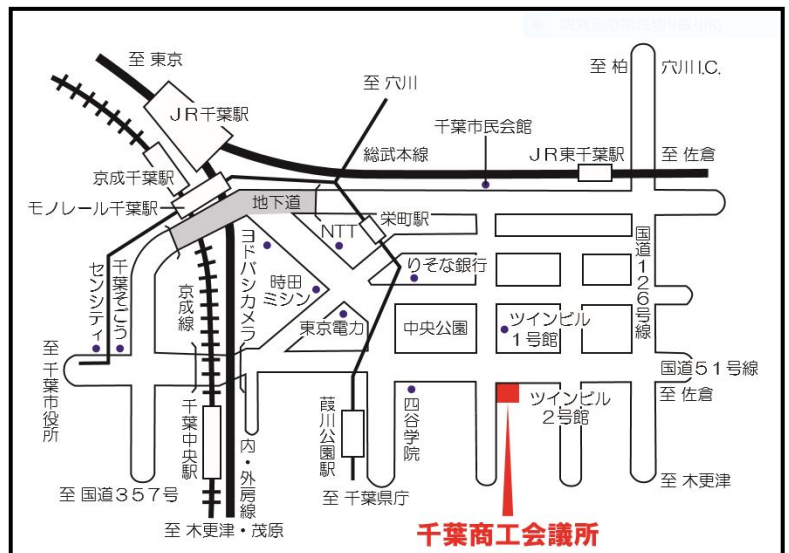 至 東京
至 柏
穴川 I.C.
至 穴川
JR千葉駅
千葉市民会館
総武本線
JR東千葉駅
至 佐倉
京成千葉駅
モノレール千葉駅
地下道
栄町駅
NTT
国道126号線
ヨドバシカメラ
りそな銀行
時田
ミシン
千葉そごう
センシティ
京成線
東京電力
中央公園
ツインビル
1号館
至 千葉市役所
国道51号線
至 佐倉
千葉中央駅
葭川公園駅
四谷学院
ツインビル
2号館
内・外房線
至 国道357号
至 千葉県庁
至 木更津
至 木更津・茂原
千葉商工会議所